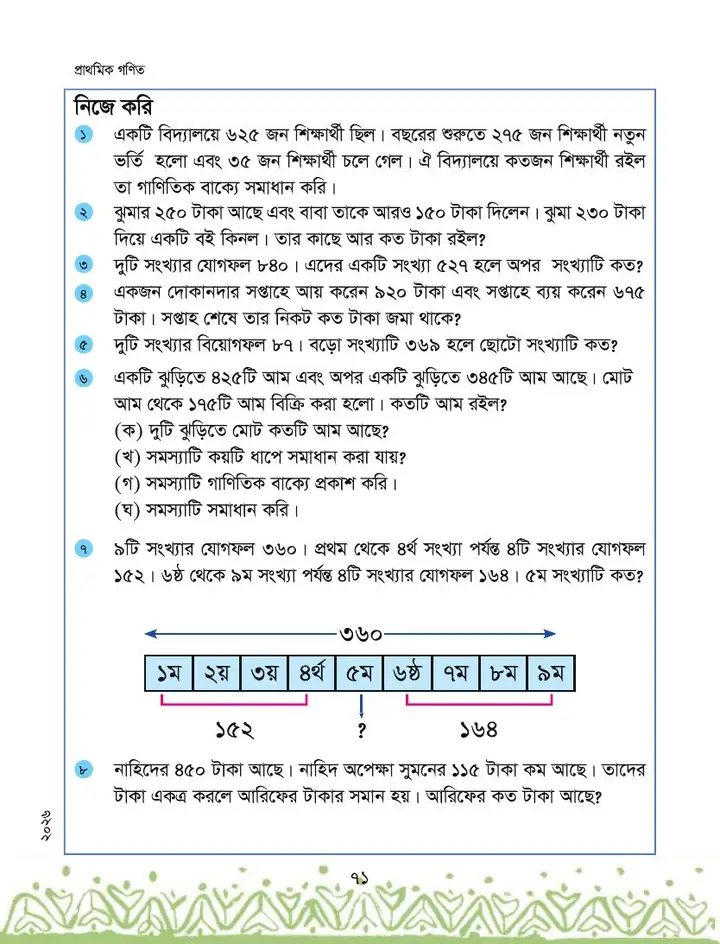 প্রাথমিক গণিত
নিজে করি
১ একটি বিদ্যালয়ে ৬২৫ জন শিক্ষার্থী ছিল। বছরের শুরুতে ২৭৫ জন শিক্ষার্থী নতুন
ভর্তি হলো এবং ৩৫ জন শিক্ষার্থী চলে গেল। ঐ বিদ্যালয়ে কতজন শিক্ষার্থী রইল
তা গাণিতিক বাক্যে সমাধান করি।
২ ঝুমার ২৫০ টাকা আছে এবং বাবা তাকে আরও ১৫০ টাকা দিলেন। ঝুমা ২৩০ টাকা
দিয়ে একটি বই কিনল। তার কাছে আর কত টাকা রইল?
৩ দুটি সংখ্যার যোগফল ৮৪০। এদের একটি সংখ্যা ৫২৭ হলে অপর সংখ্যাটি কত?
৪ একজন দোকানদার সপ্তাহে আয় করেন ৯২০ টাকা এবং সপ্তাহে ব্যয় করেন ৬৭৫
টাকা। সপ্তাহ শেষে তার নিকট কত টাকা জমা থাকে?
৫ দুটি সংখ্যার বিয়োগফল ৮৭। বড়ো সংখ্যাটি ৩৬৯ হলে ছোটো সংখ্যাটি কত?
৬ একটি ঝুড়িতে ৪২৫টি আম এবং অপর একটি ঝুড়িতে ৩৪৫টি আম আছে। মোট
আম থেকে ১৭৫টি আম বিক্রি করা হলো। কতটি আম রইল?
(ক) দুটি ঝুড়িতে মোট কতটি আম আছে?
(খ) সমস্যাটি কয়টি ধাপে সমাধান করা যায়?
(গ) সমস্যাটি গাণিতিক বাক্যে প্রকাশ করি।
(ঘ) সমস্যাটি সমাধান করি।
৭ ৯টি সংখ্যার যোগফল ৩৬০। প্রথম থেকে ৪র্থ সংখ্যা পর্যন্ত ৪টি সংখ্যার যোগফল
১৫২। ৬ষ্ঠ থেকে ৯ম সংখ্যা পর্যন্ত ৪টি সংখ্যার যোগফল ১৬৪। ৫ম সংখ্যাটি কত?
৩৬০
১ম ২য় ৩য় ৪র্থ ৫ম ৬ষ্ঠ ৭ম ৮ম ৯ম
১৫২ ? ১৬৪
৮ নাহিদের ৪৫০ টাকা আছে। নাহিদ অপেক্ষা সুমনের ১১৫ টাকা কম আছে। তাদের
টাকা একত্র করলে আরিফের টাকার সমান হয়। আরিফের কত টাকা আছে?
২০২৬
৭১